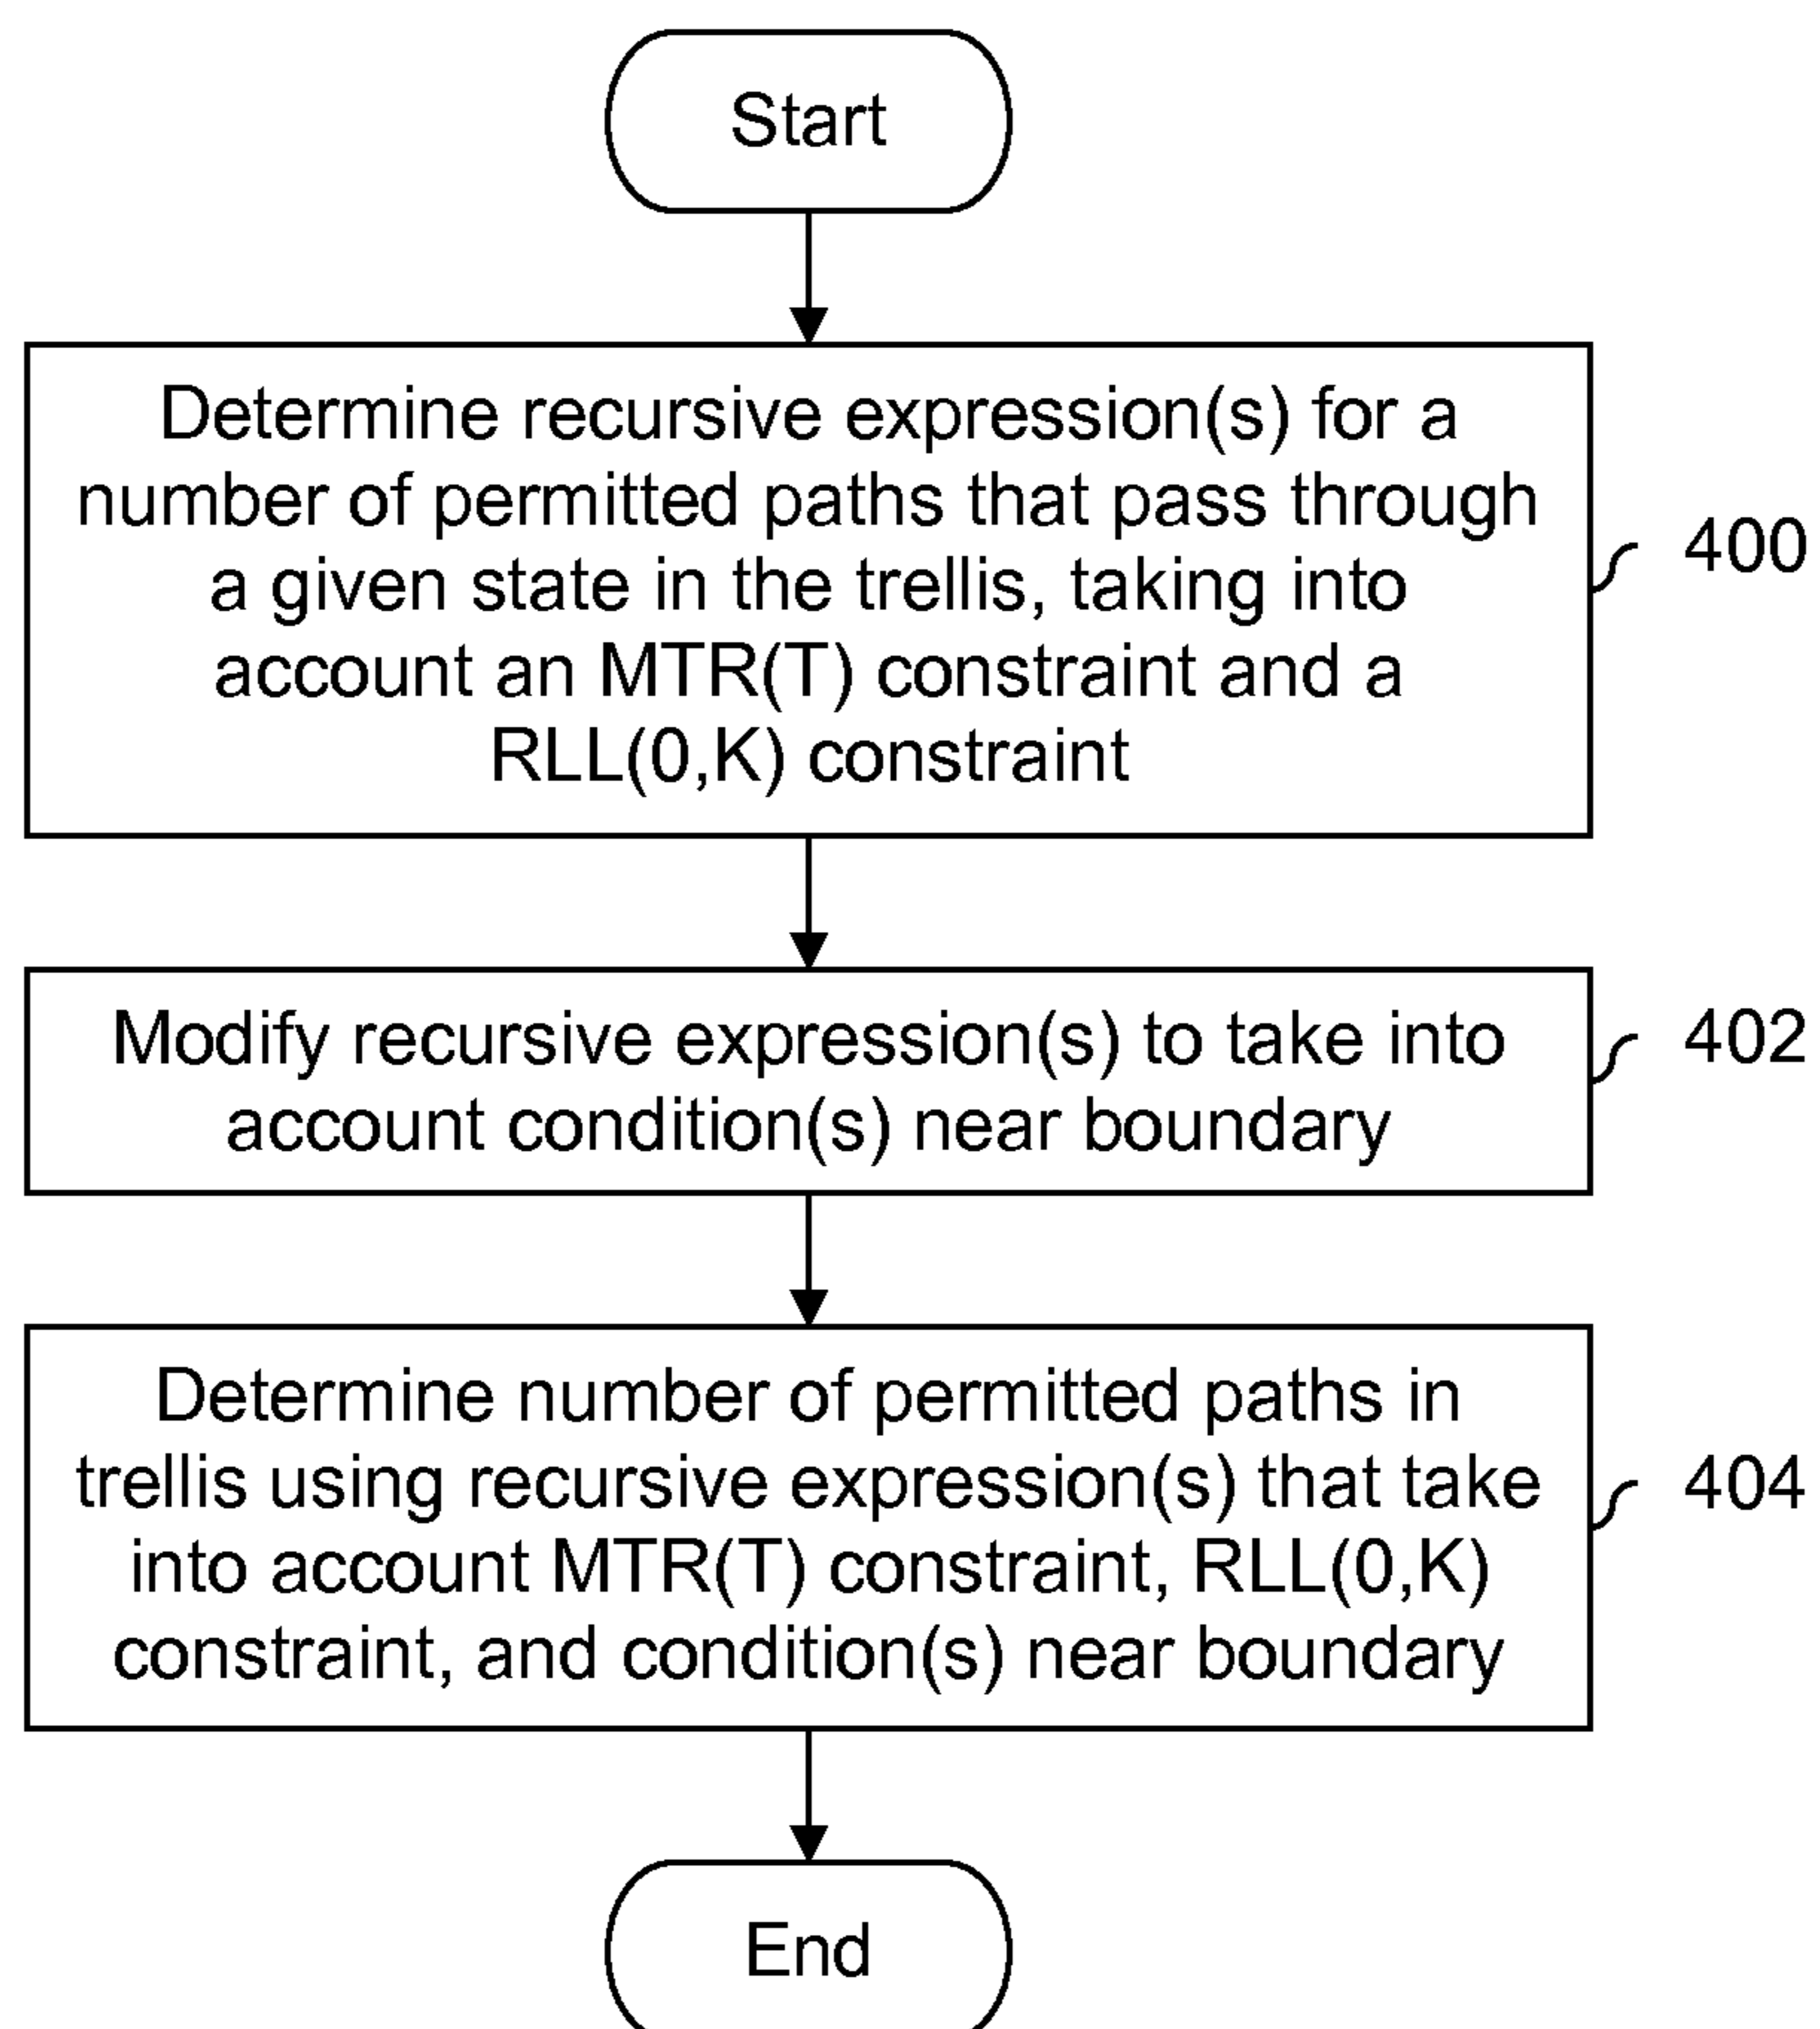 Start
Determine recursive expression(s) for a
number of permitted paths that pass through
a given state in the trellis, taking into
account an MTR(T) constraint and a
RLL(0,K) constraint
400
Modify recursive expression(s) to take into
account condition(s) near boundary
402
Determine number of permitted paths in
trellis using recursive expression(s) that take
into account MTR(T) constraint, RLL(0,K)
constraint, and condition(s) near boundary
404
End